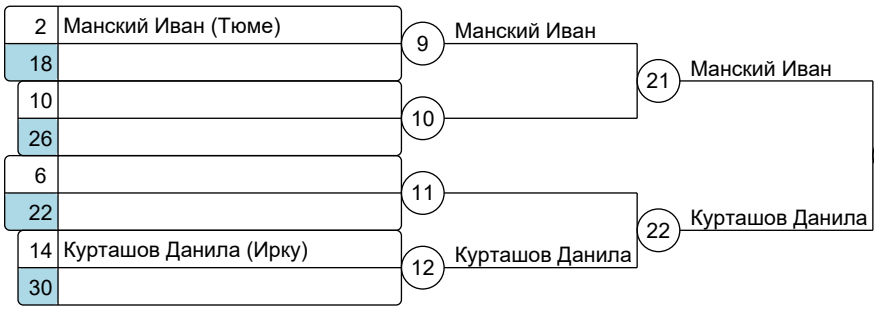 2 Манский Иван (Тюме)
9 Манский Иван
18
21 Манский Иван
10
10
26
6
11
22
22 Курташов Данила
14 Курташов Данила (Ирку)
12 Курташов Данила
30